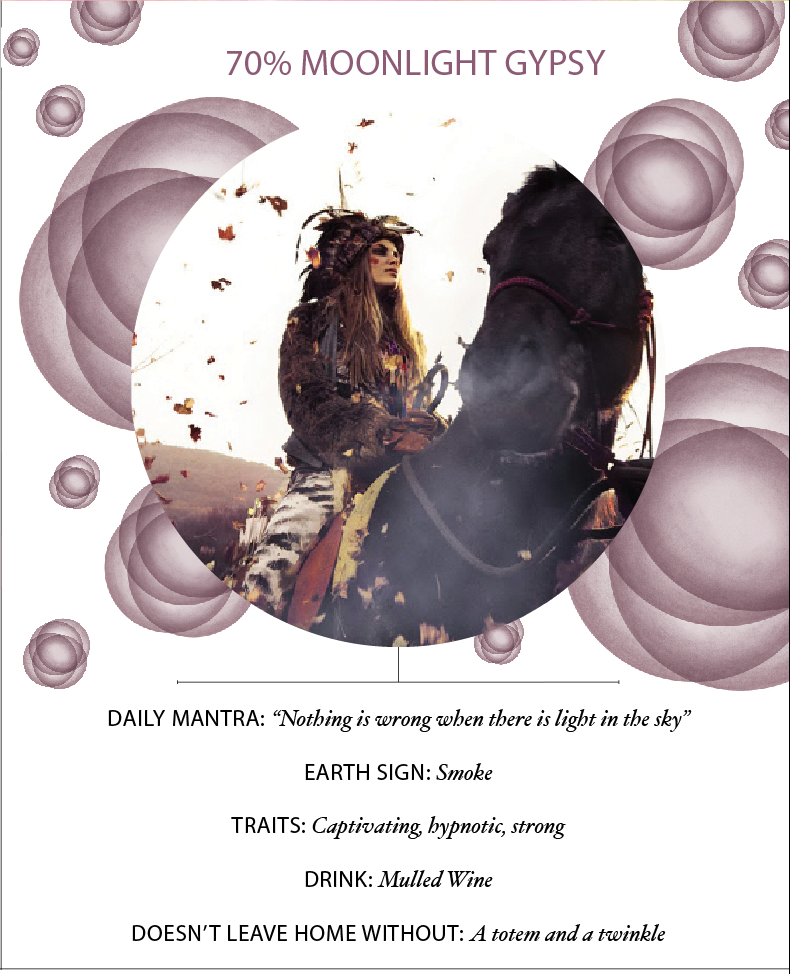 70% MOONLIGHT GYPSY
DAILY MANTRA: “Nothing is wrong when there is light in the sky”
EARTH SIGN: Smoke
TRAITS: Captivating, hypnotic, strong
DRINK: Mulled Wine
DOESN’T LEAVE HOME WITHOUT: A totem and a twinkle